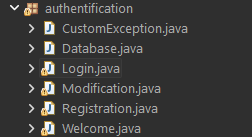 authentification
CustomException.java
Database.java
Login.java
Modification.java
Registration.java
Welcome.java